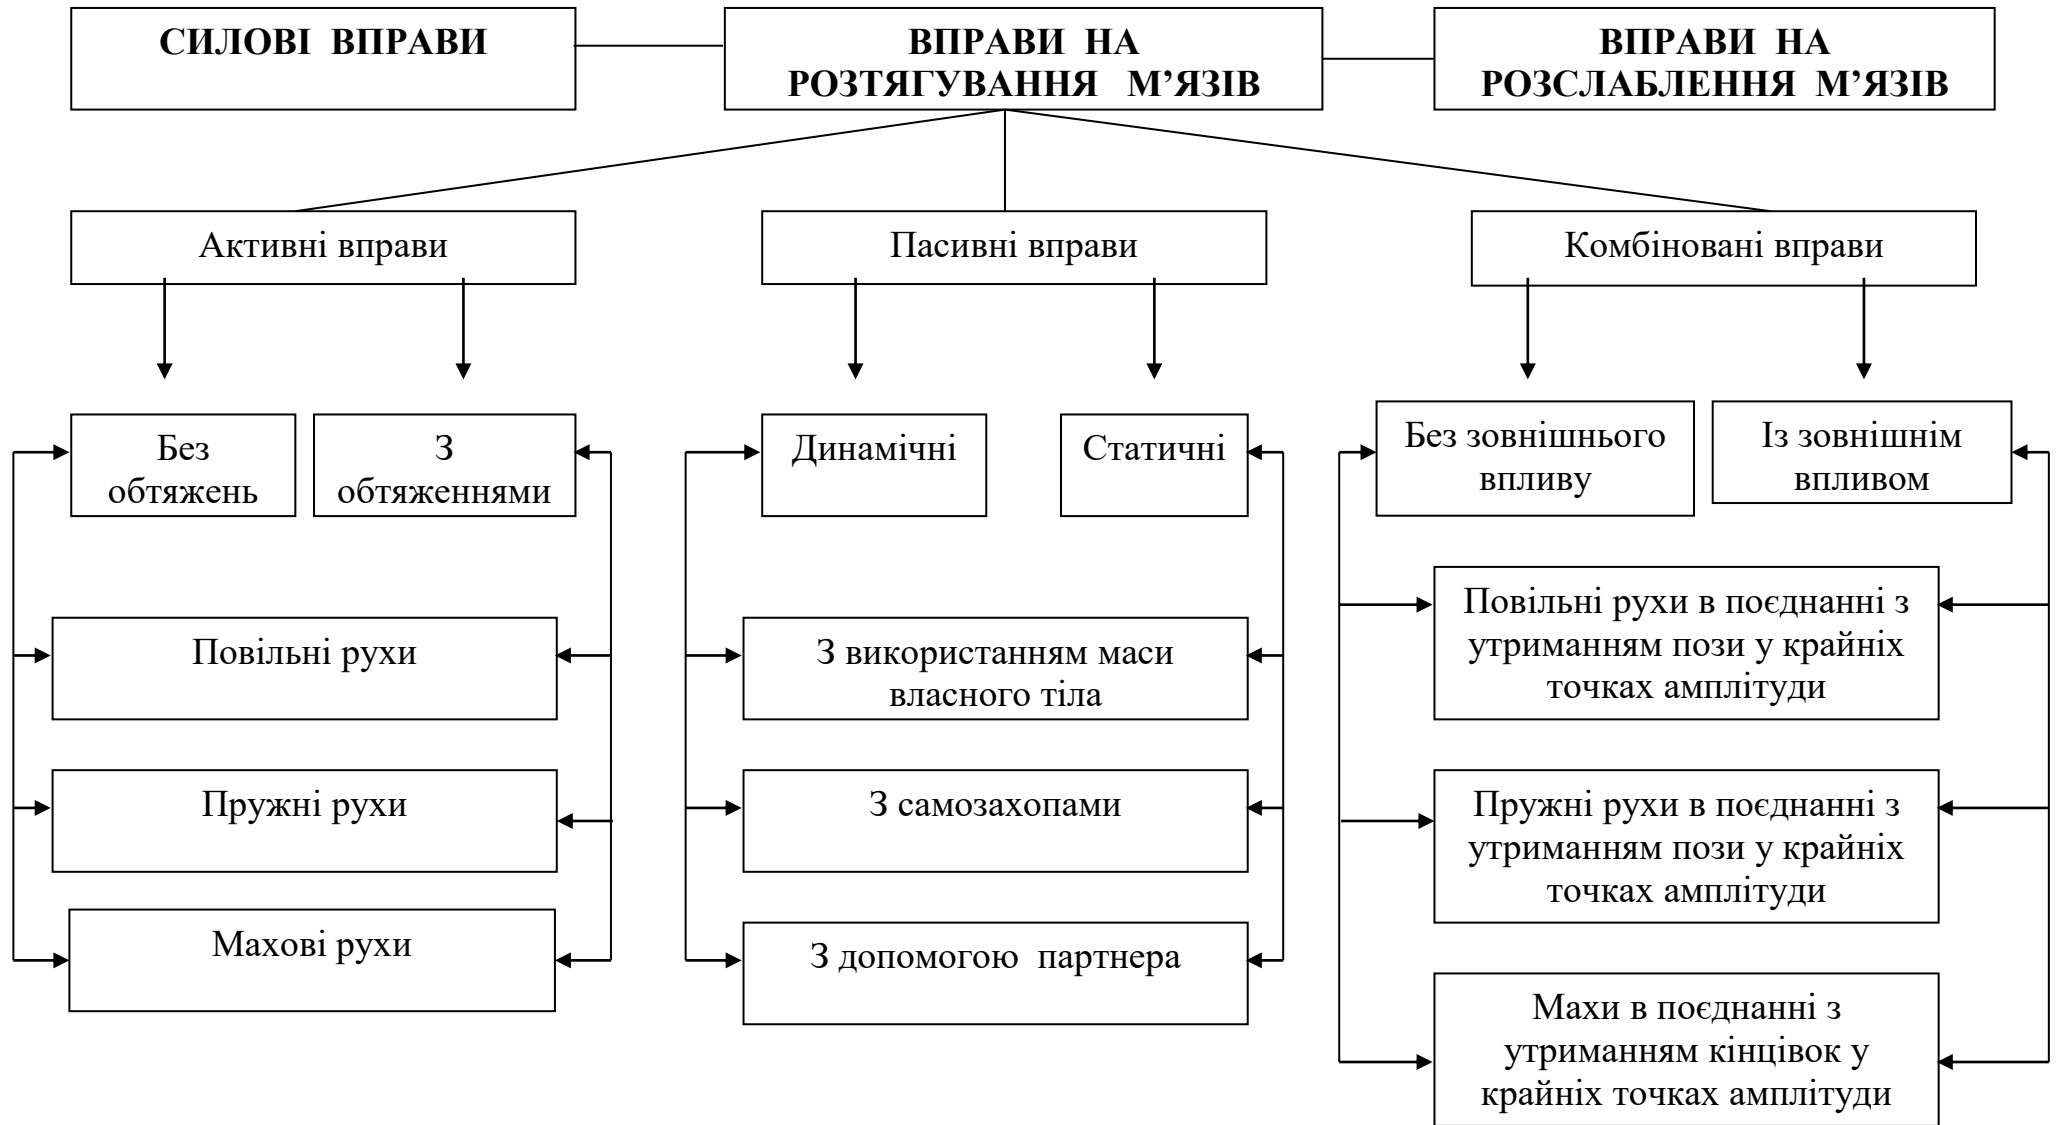 СИЛОВІ ВПРАВИ
ВПРАВИ НА
РОЗТЯГУВАННЯ М’ЯЗІВ
ВПРАВИ НА
РОЗСЛАБЛЕННЯ М’ЯЗІВ
Активні вправи
Пасивні вправи
Комбіновані вправи
Без
обтяжень
З
обтяженнями
Динамічні
Статичні
Без зовнішнього
впливу
Із зовнішнім
впливом
Повільні рухи
З використанням маси
власного тіла
Повільні рухи в поєднанні з
утриманням пози у крайніх
точках амплітуди
Пружні рухи
З самозахопами
Пружні рухи в поєднанні з
утриманням пози у крайніх
точках амплітуди
Махові рухи
З допомогою партнера
Махи в поєднанні з
утриманням кінцівок у
крайніх точках амплітуди